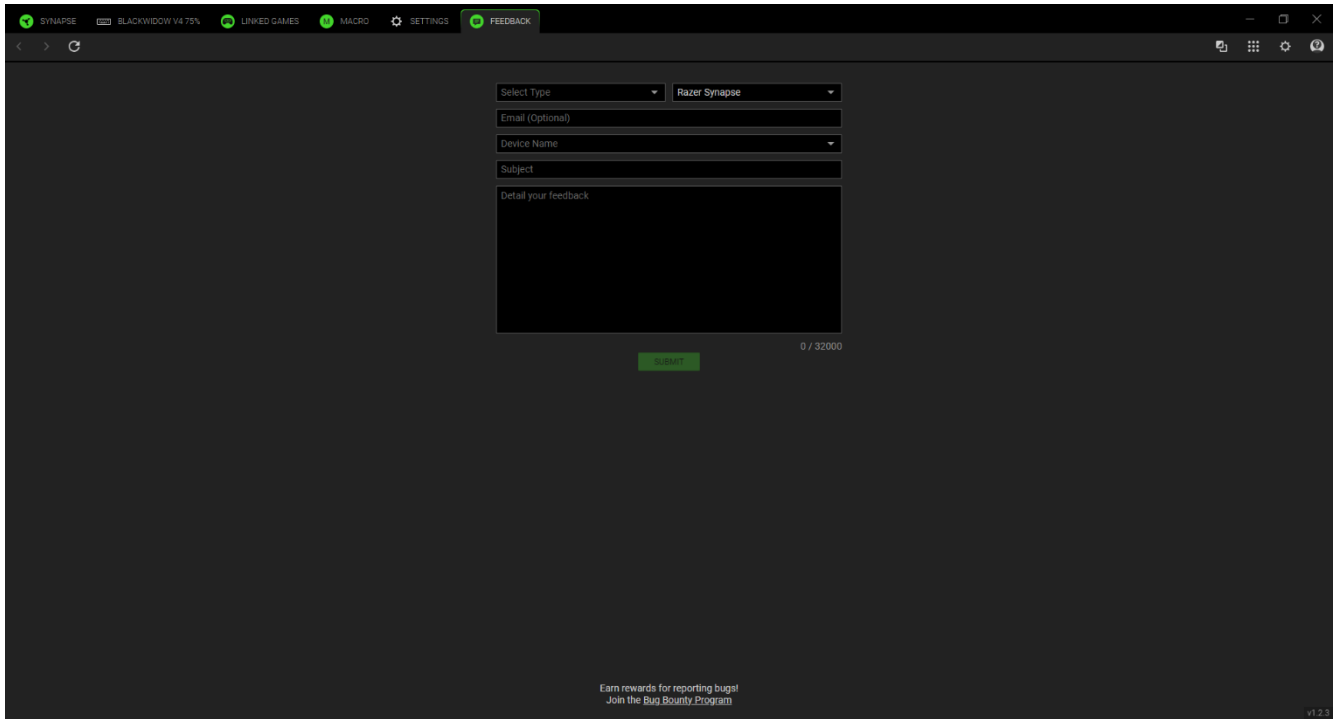 SYNAPSE BLACKWIDOW V4 75% LINKED GAMES M MACRO SETTINGS FEEDBACK
Select Type Razer Synapse
Email (Optional)
Device Name
Subject
Detail your feedback
0 / 32000
SUBMIT
Earn rewards for reporting bugs!
Join the Bug Bounty Program
v1.2.3